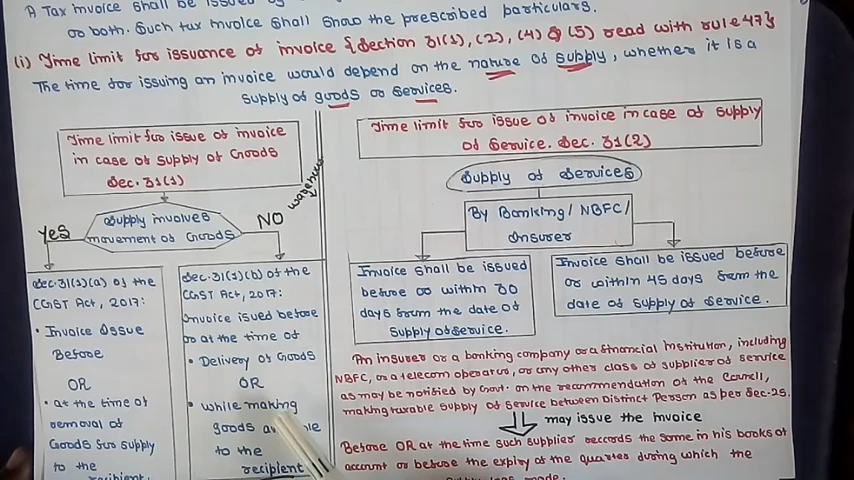 A Tax invoice shall be issued by
or both. Such tax invoice shall show the prescribed particulars.
(i) Time limit for issuance of invoice {Section 31(1), (2), (4) & (5) read with rule 47}
The time for issuing an invoice would depend on the nature of supply, whether it is a
supply of goods or services.
Time limit for issue of invoice
in case of supply of Goods
Sec. 31(1)
Supply involves
movement of Goods
Yes
NO
Sec. 31(1)(a) of the
CGST Act, 2017:
• Invoice Issue
Before
OR
• at the time of
removal of
Goods for supply
to the
recipient.
Sec. 31(1)(b) of the
CGST Act, 2017:
Invoice isued before
or at the time of
• Delivery of Goods
OR
• while making
goods
to the
recipient
Time limit for issue of invoice in case of supply
of Service. Sec. 31(2)
Supply of Services
By Banking/NBFC/
Insurer
Invoice shall be issued
before or within 30
days from the date of
supply of service.
Invoice shall be issued before
or within 45 days from the
date of supply of service.
An insurer or a banking company or a financial institution, including
NBFC, or a telecom operator, or any other class of supplier of service
as may be notified by Govt. on the recommendation of the Council,
making taxable supply of service between Distinct Person as per Sec-25.
may issue the invoice
Before OR at the time such supplier records the same in his books of
account or before the expiry of the quarter during which the